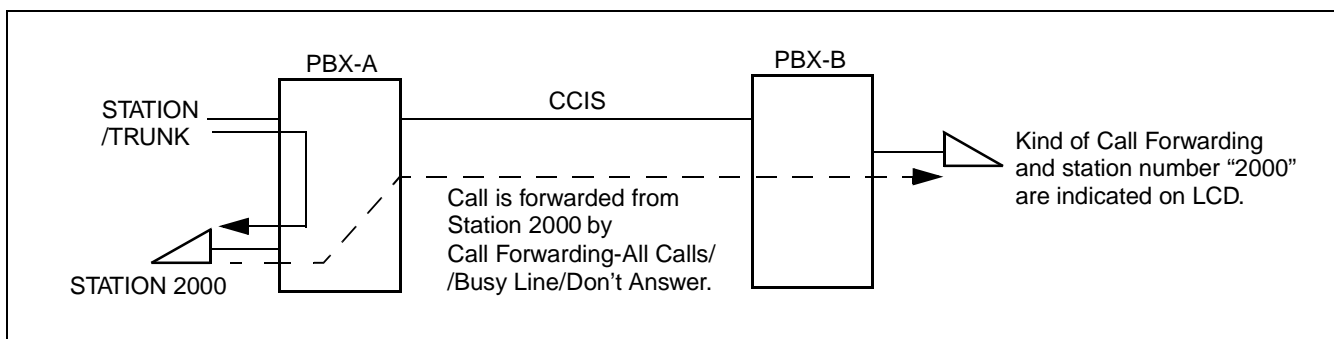 PBX-A
PBX-B
STATION
/TRUNK
CCIS
Kind of Call Forwarding
and station number “2000”
are indicated on LCD.
Call is forwarded from
Station 2000 by
Call Forwarding-All Calls/
/Busy Line/Don’t Answer.
STATION 2000